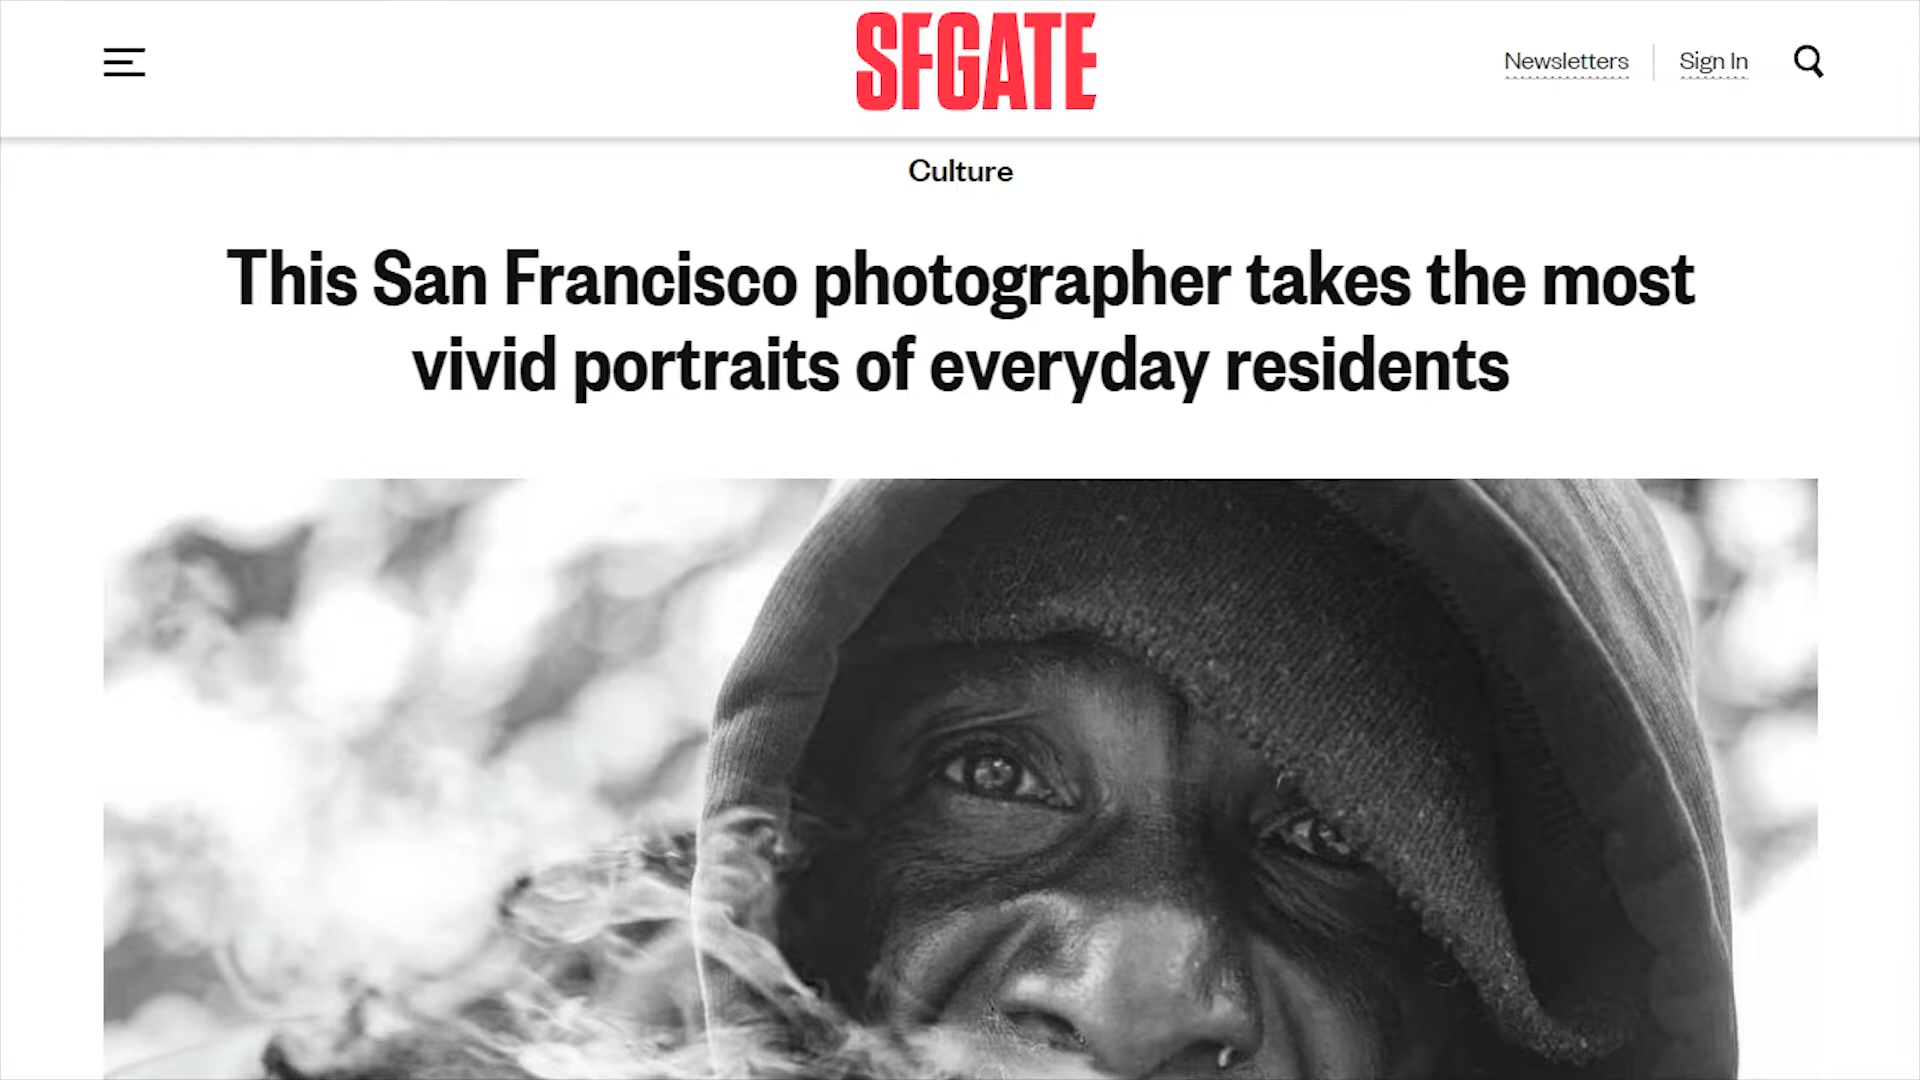 SFGATE
Newsletters
Sign In
Culture
This San Francisco photographer takes the most
vivid portraits of everyday residents